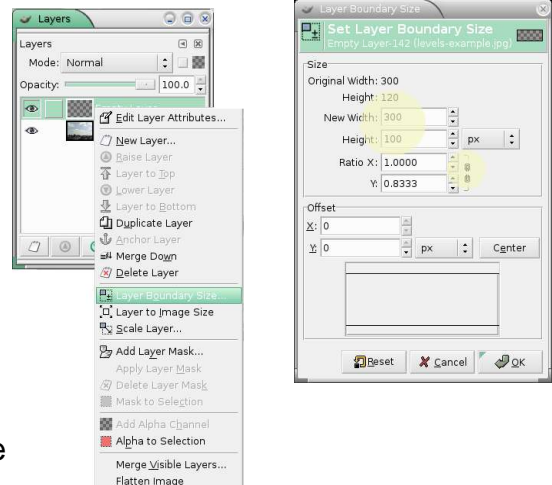 Layers
Layers
Mode: Normal
Opacity: 100.0
Edit Layer Attributes...
New Layer...
Raise Layer
Layer to Top
Lower Layer
Layer to Bottom
Duplicate Layer
Anchor Layer
Merge Down
Delete Layer
Layer Boundary Size...
Layer to Image Size
Scale Layer...
Add Layer Mask...
Apply Layer Mask
Delete Layer Mask
Mask to Selection
Add Alpha Channel
Alpha to Selection
Merge Visible Layers...
Flatten Image
e
Layer Boundary Size
Set Layer Boundary Size
Empty Layer-142 (levels-example.jpg)
Size
Original Width: 300
Height: 120
New Width: 300
Height: 100 px
Ratio X: 1.0000
Y: 0.8333
Offset
X: 0
Y: 0 px Center
Reset Cancel OK